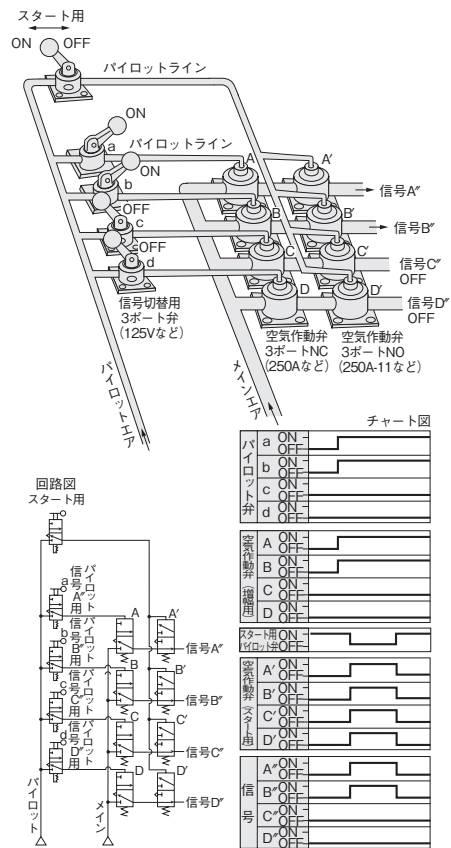 スタート用
ON OFF
パイロットライン
ON
a
パイロットライン
ON
b
OFF
c
OFF
d
A
A′
B
B′
C
C′
D
D′
信号A″
信号B″
信号C″
OFF
信号D″
OFF
信号切替用
3ポート弁
(125Vなど)
空気作動弁
3ポートNC
(250Aなど)
空気作動弁
3ポートNO
(250A-11など)
パイロットエア
メインエア
チャート図
パイロット弁
a ON
OFF
b ON
OFF
c ON
OFF
d ON
OFF
空気作動弁(増幅用)
A ON
OFF
B ON
OFF
C ON
OFF
D ON
OFF
スタート用 ON
パイロット弁 OFF
空気作動弁(スタート用)
A′ ON
OFF
B′ ON
OFF
C′ ON
OFF
D′ ON
OFF
信号
A″ ON
OFF
B″ ON
OFF
C″ ON
OFF
D″ ON
OFF
回路図
スタート用
a
信号A″用
パイロット
b
信号B″用
パイロット
c
信号C″用
パイロット
d
信号D″用
パイロット
A
A′
信号A″
B
B′
信号B″
C
C′
信号C″
D
D′
信号D″
パイロット
メイン